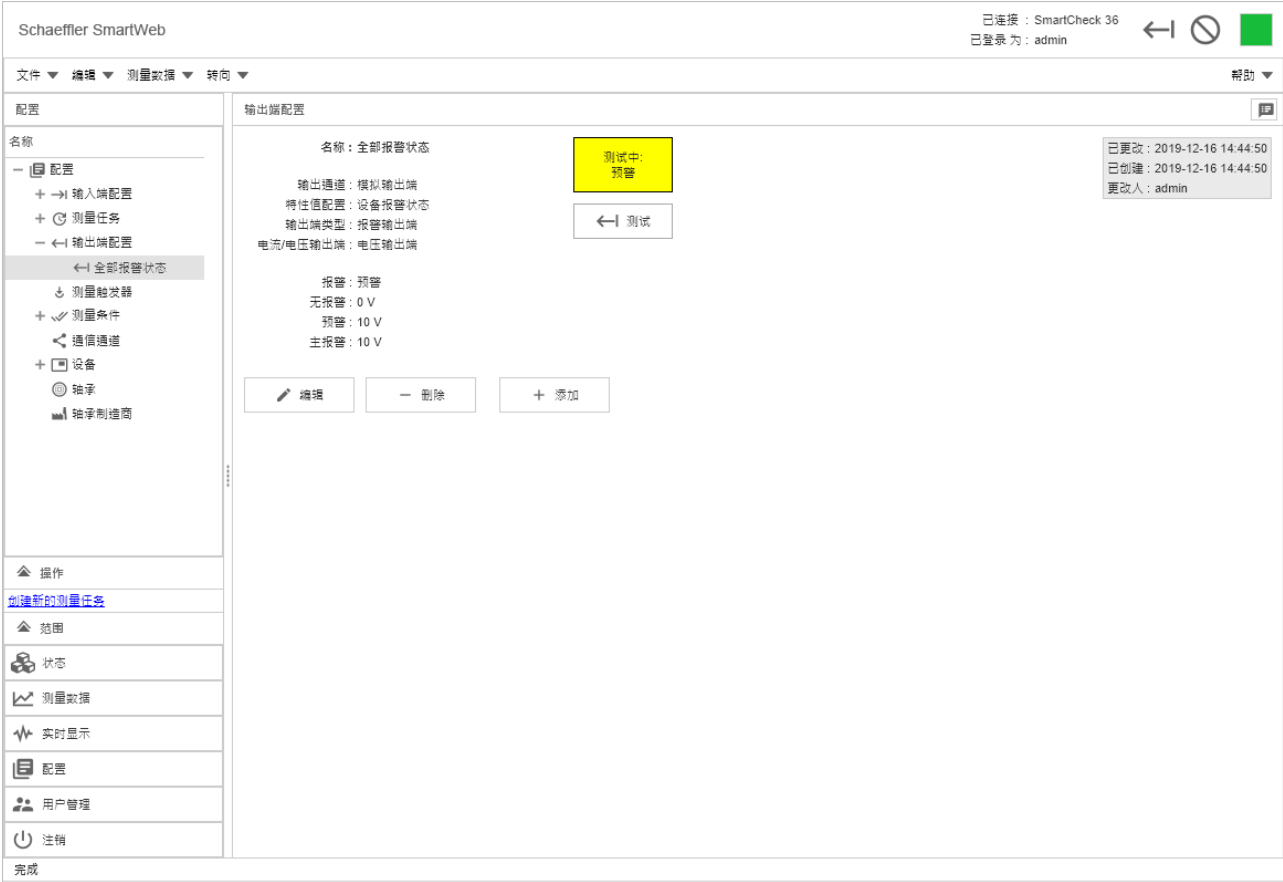 Schaeffler SmartWeb
已连接 : SmartCheck 36
已登录 为 : admin
文件 编辑 测量数据 转向 帮助
配置
输出端配置
名称
配置
输入端配置
测量任务
输出端配置
全部报警状态
测量触发器
测量条件
通信通道
设备
轴承
轴承制造商
名称 : 全部报警状态
输出通道 : 模拟输出端
特性值配置 : 设备报警状态
输出端类型 : 报警输出端
电流/电压输出端 : 电压输出端
报警 : 预警
无报警 : 0 V
预警 : 10 V
主报警 : 10 V
测试中:
预警
测试
已更改 : 2019-12-16 14:44:50
已创建 : 2019-12-16 14:44:50
更改人 : admin
编辑 删除 添加
操作
创建新的测量任务
范围
状态
测量数据
实时显示
配置
用户管理
注销
完成